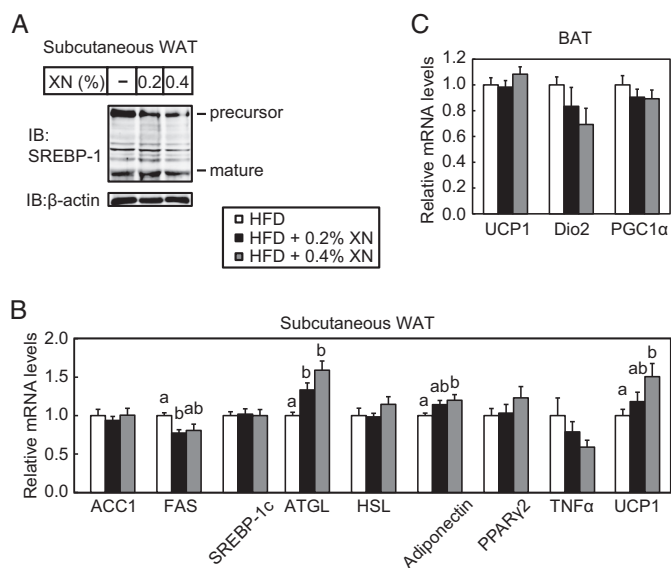 A
Subcutaneous WAT
XN (%) – 0.2 0.4
IB:
SREBP-1
precursor
mature
IB:β-actin
HFD
HFD + 0.2% XN
HFD + 0.4% XN
C
BAT
Relative mRNA levels
1.2
1.0
0.8
0.6
0.4
0.2
0.0
UCP1 Dio2 PGC1α
B
Subcutaneous WAT
Relative mRNA levels
2.0
1.5
1.0
0.5
0.0
a b ab
a b b
a ab b
a ab b
ACC1 FAS SREBP-1c ATGL HSL Adiponectin PPARγ2 TNFα UCP1